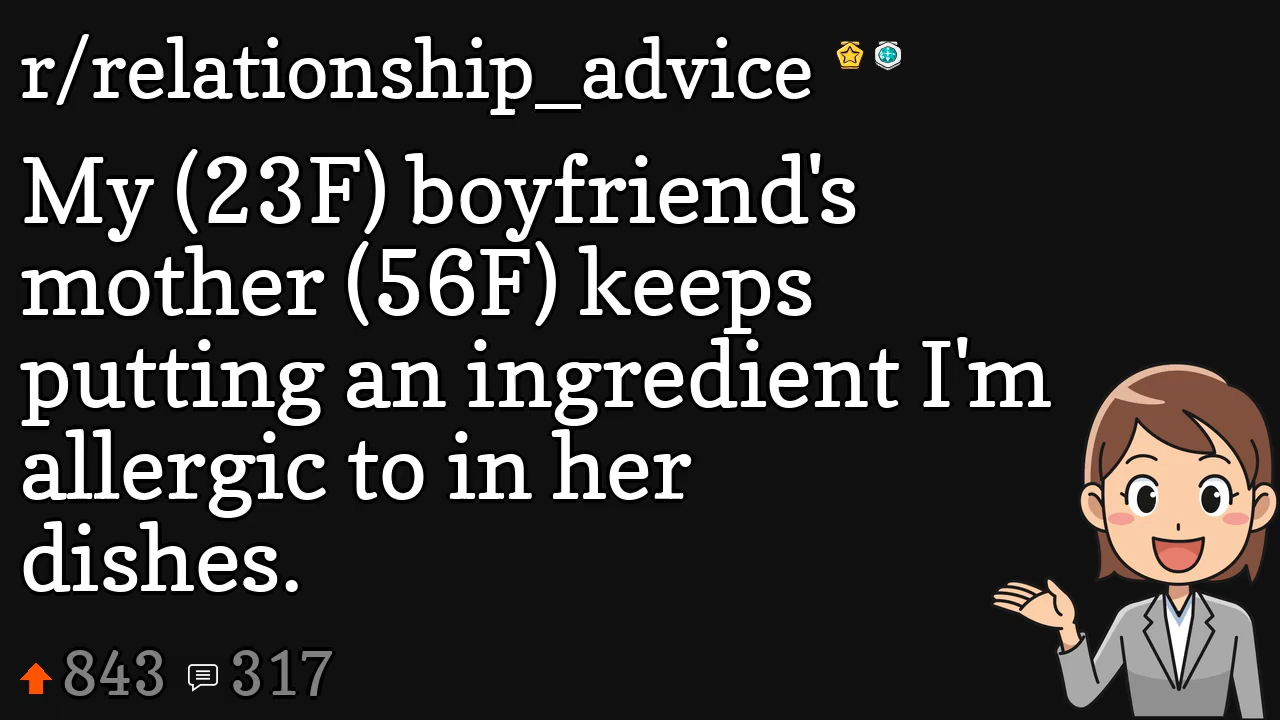 r/relationship_advice
My (23F) boyfriend's
mother (56F) keeps
putting an ingredient I'm
allergic to in her
dishes.
843 317